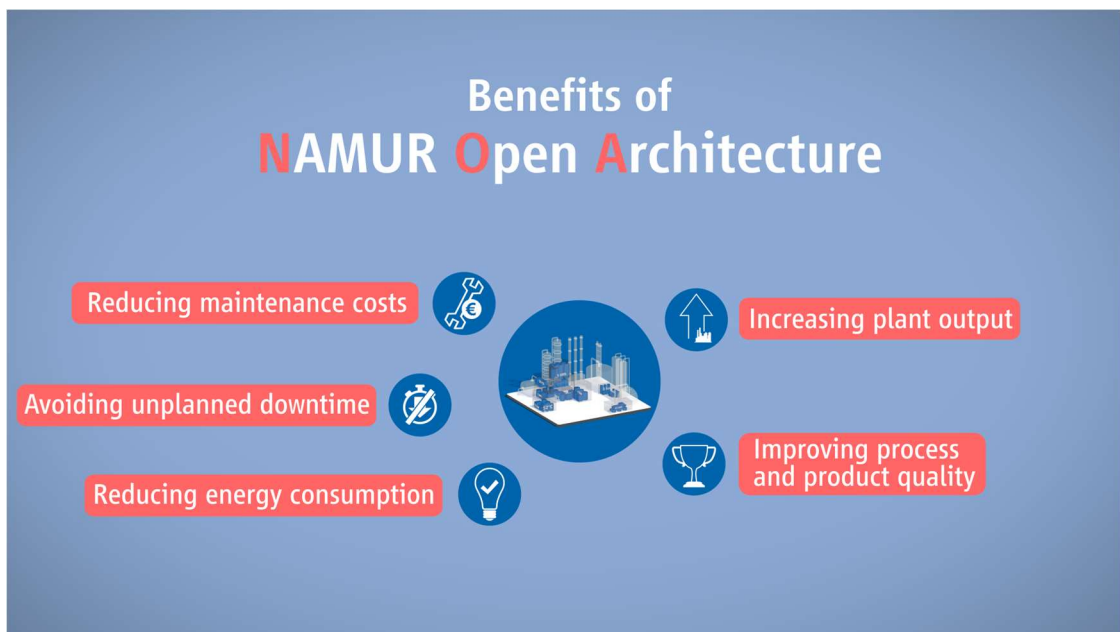 Benefits of
NAMUR Open Architecture
Reducing maintenance costs
€
Avoiding unplanned downtime
Reducing energy consumption
Increasing plant output
Improving process
and product quality